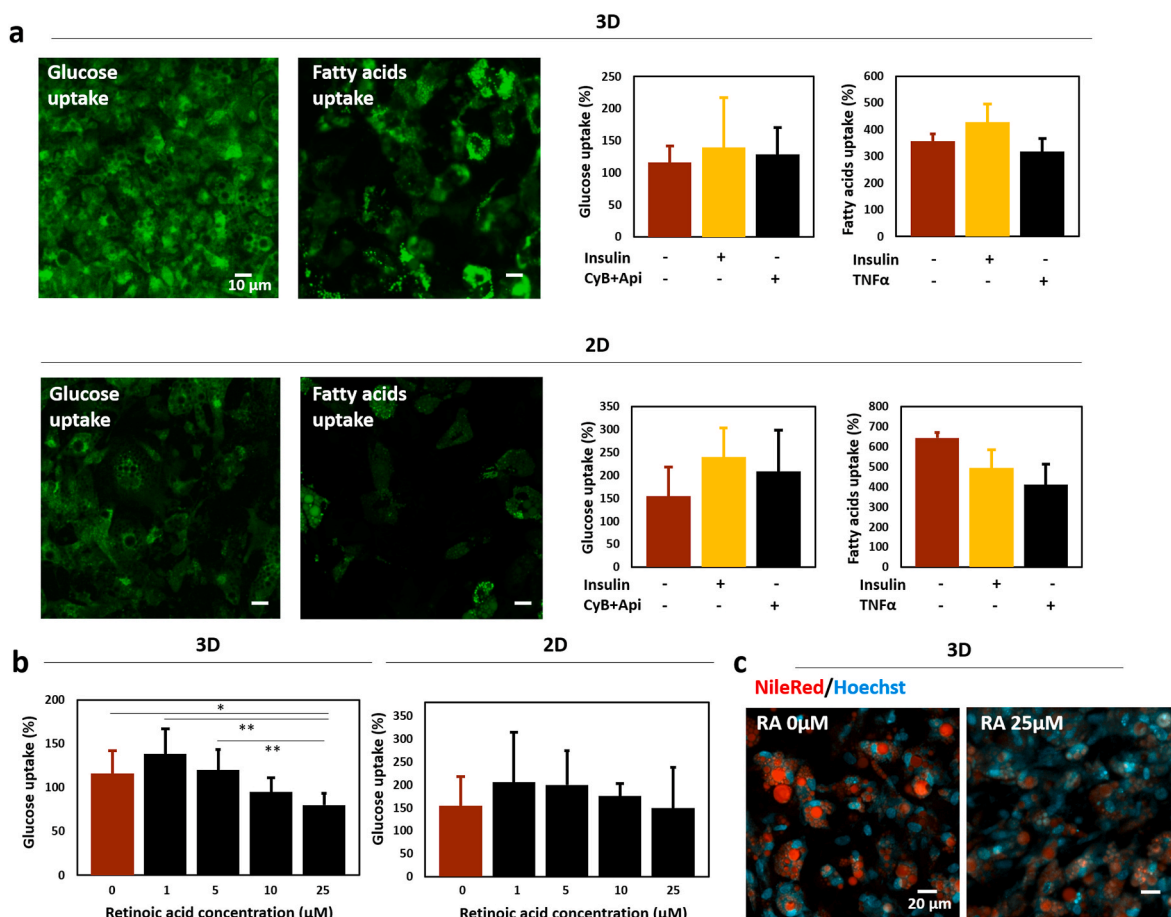 a
3D
Glucose
uptake
10 µm
Fatty acids
uptake
Glucose uptake (%)
250
200
150
100
50
0
Insulin - + -
CyB+Api - - +
Fatty acids uptake (%)
600
500
400
300
200
100
0
Insulin - + -
TNFα - - +
2D
Glucose
uptake
Fatty acids
uptake
Glucose uptake (%)
350
300
250
200
150
100
50
0
Insulin - + -
CyB+Api - - +
Fatty acids uptake (%)
800
700
600
500
400
300
200
100
0
Insulin - + -
TNFα - - +
b
3D
Glucose uptake (%)
200
150
100
50
0
*
**
**
0 1 5 10 25
Retinoic acid concentration (µM)
2D
Glucose uptake (%)
350
300
250
200
150
100
50
0
0 1 5 10 25
Retinoic acid concentration (µM)
c
3D
NileRed/Hoechst
RA 0µM
20 µm
RA 25µM